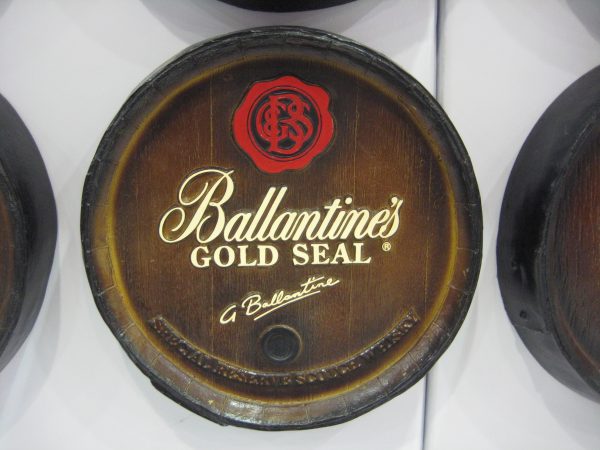 Ballantine's
GOLD SEAL ®
G Ballantine
SPECIAL RESERVE SCOTCH WHISKY